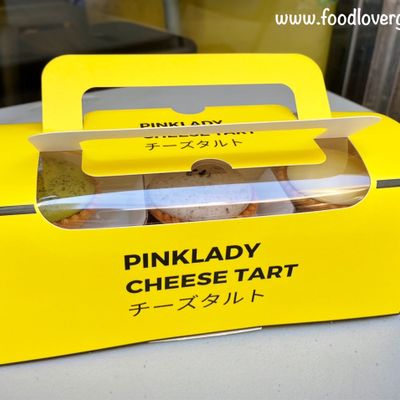 www.foodloverg
PINKLADY
CHEESE TART
チーズタルト
PINKLADY
CHEESE TART
チーズタルト